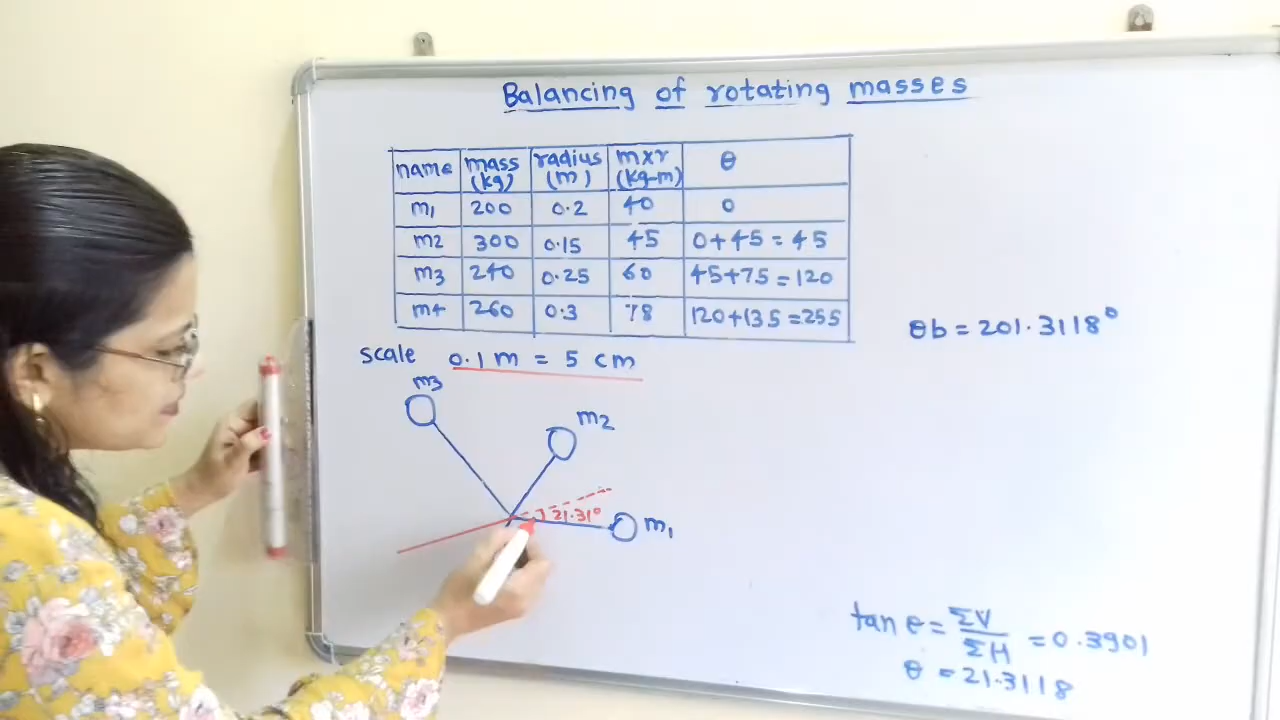 Balancing of rotating masses
name mass (kg) radius (m) m×r (kg-m) θ
m1 200 0.2 40 0
m2 300 0.15 45 0+45 = 45
m3 240 0.25 60 45+75 = 120
m4 260 0.3 78 120+135 = 255
scale 0.1 m = 5 cm
θb = 201.3118°
m3
m2
21.31°
m1
tan θ = ΣV/ΣH = 0.3901
θ = 21.3118